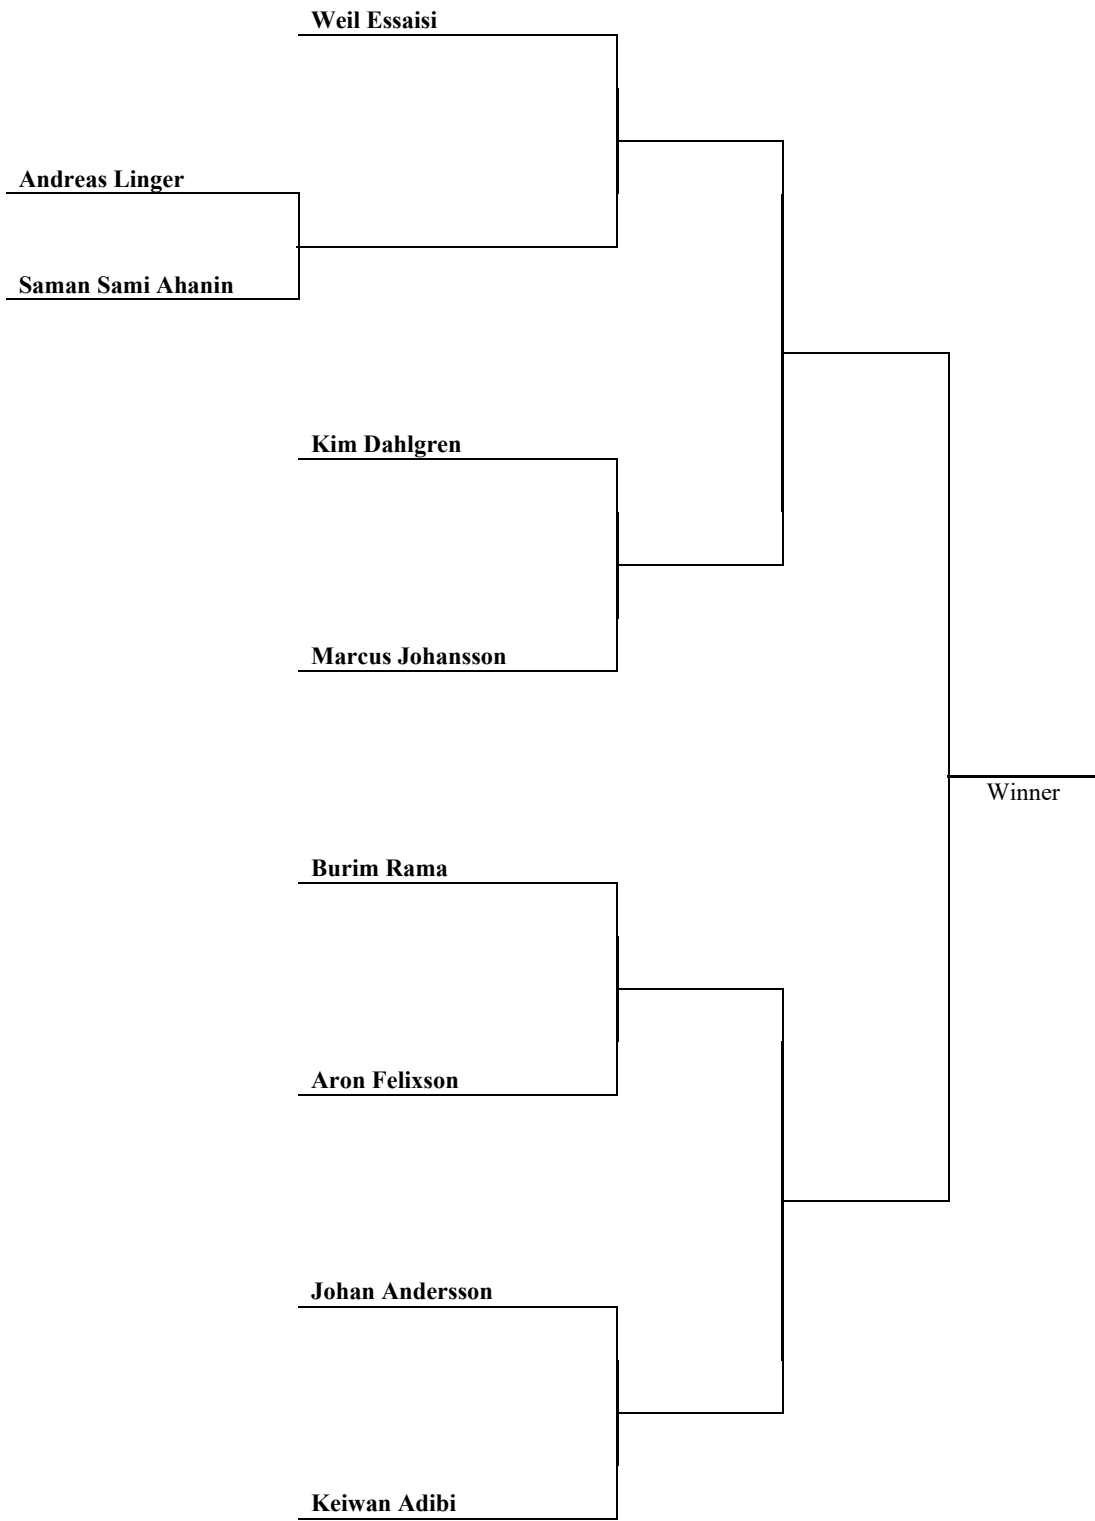 Weil Essaisi
Andreas Linger
Saman Sami Ahanin
Kim Dahlgren
Marcus Johansson
Winner
Burim Rama
Aron Felixson
Johan Andersson
Keiwan Adibi